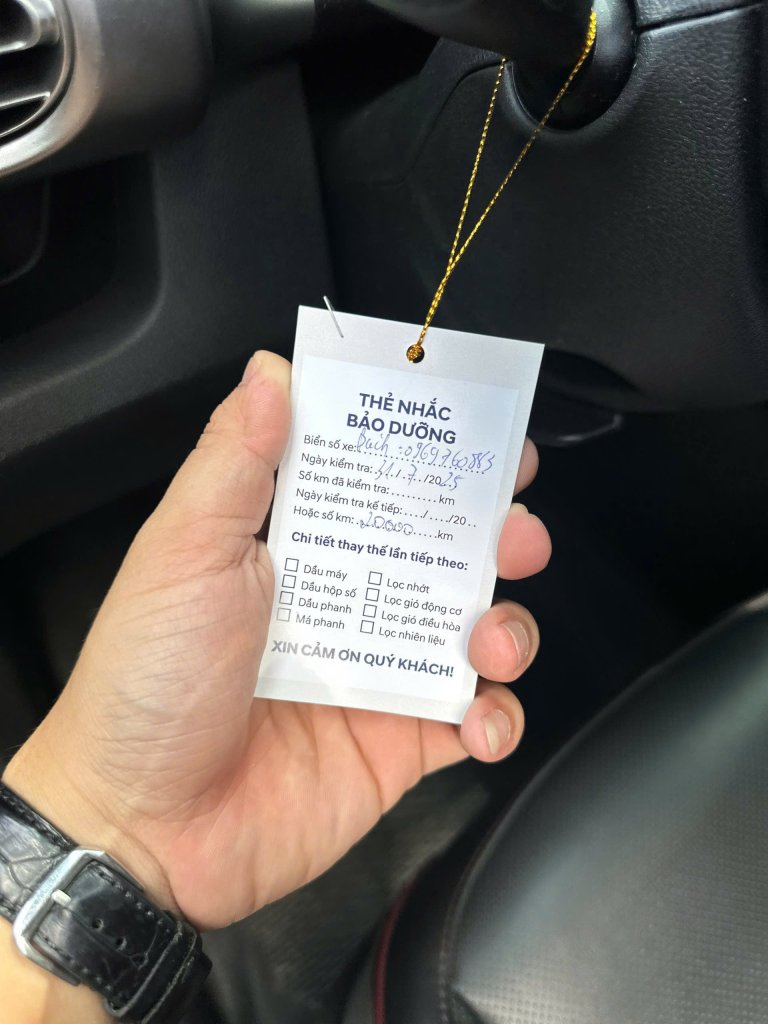 THẺ NHẮC
BẢO DƯỠNG
Biển số xe: Bách : 0969760883
Ngày kiểm tra: 31 / 7 /2025
Số km đã kiểm tra: ......... km
Ngày kiểm tra kế tiếp: ..../ ..../20 ..
Hoặc số km: .20.000.....km
Chi tiết thay thế lần tiếp theo:
Dầu máy Lọc nhớt
Dầu hộp số Lọc gió động cơ
Dầu phanh Lọc gió điều hòa
Má phanh Lọc nhiên liệu
XIN CẢM ƠN QUÝ KHÁCH!